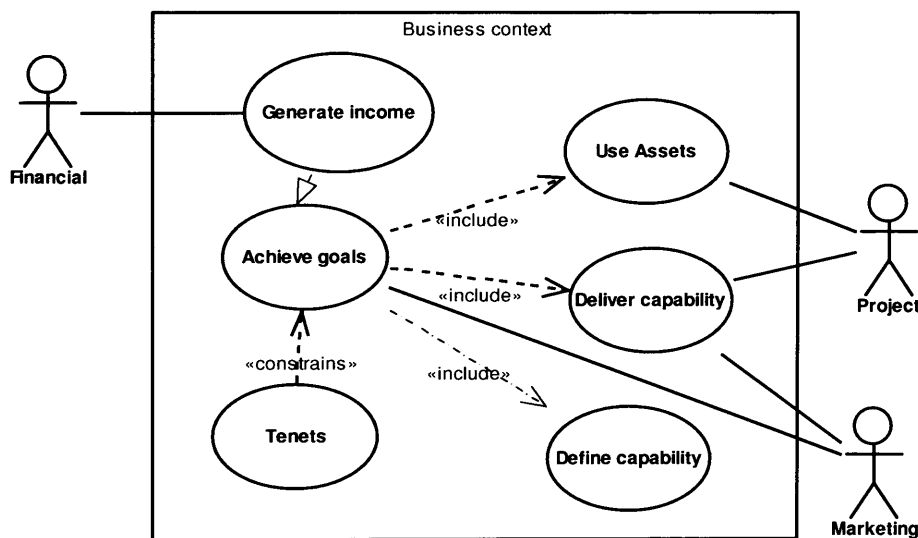 Business context
Generate income
Financial
Use Assets
«include»
Achieve goals
«include»
Deliver capability
Project
«constrains»
«include»
Tenets
Define capability
Marketing